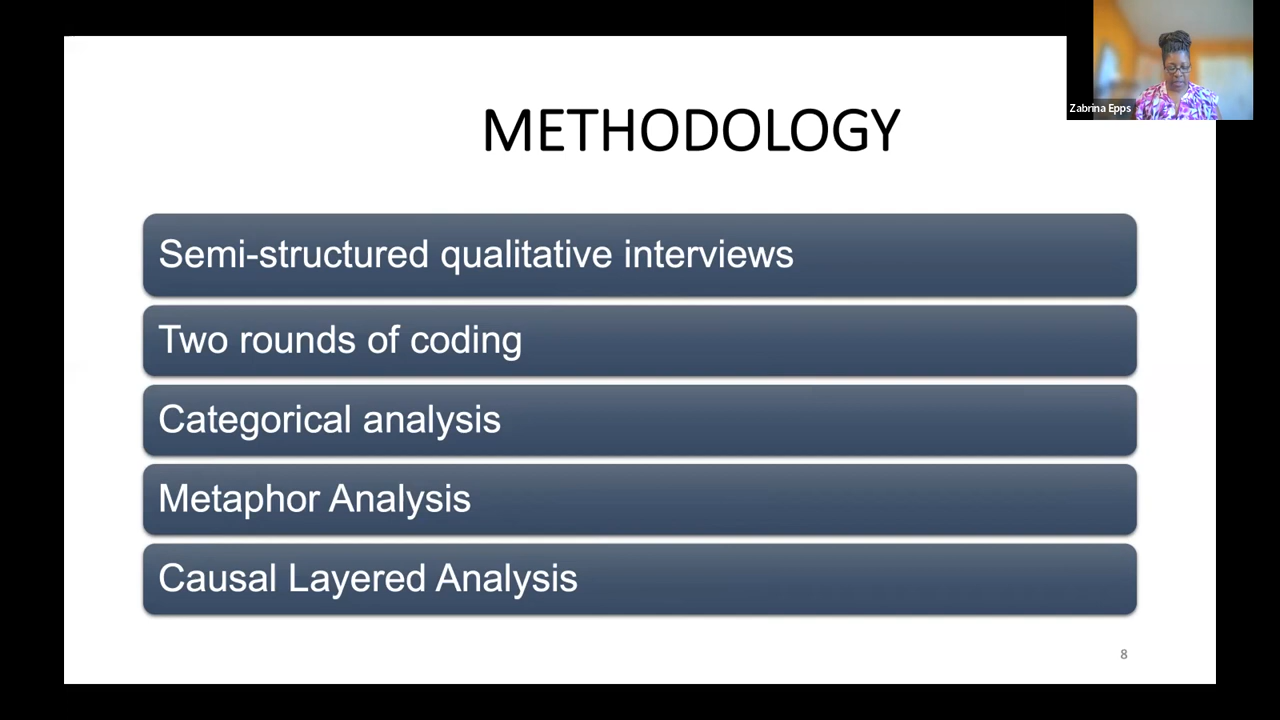 Zabrina Epps
METHODOLOGY
Semi-structured qualitative interviews
Two rounds of coding
Categorical analysis
Metaphor Analysis
Causal Layered Analysis
8